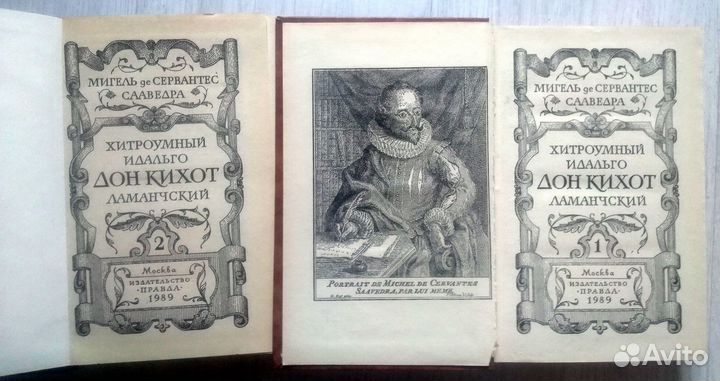 МИГЕЛЬ де СЕРВАНТЕС
СААВЕДРА
ХИТРОУМНЫЙ
ИДАЛЬГО
ДОН КИХОТ
ЛАМАНЧСКИЙ
2
Москва
ИЗДАТЕЛЬСТВО
·ПРАВДА·
1989
PORTRAIT DE MICHEL DE CERVANTES
SAAVEDRA, PAR LUI MEME.
МИГЕЛЬ де СЕРВАНТЕС
СААВЕДРА
ХИТРОУМНЫЙ
ИДАЛЬГО
ДОН КИХОТ
ЛАМАНЧСКИЙ
1
Москва
ИЗДАТЕЛЬСТВО
·ПРАВДА·
1989
Avito